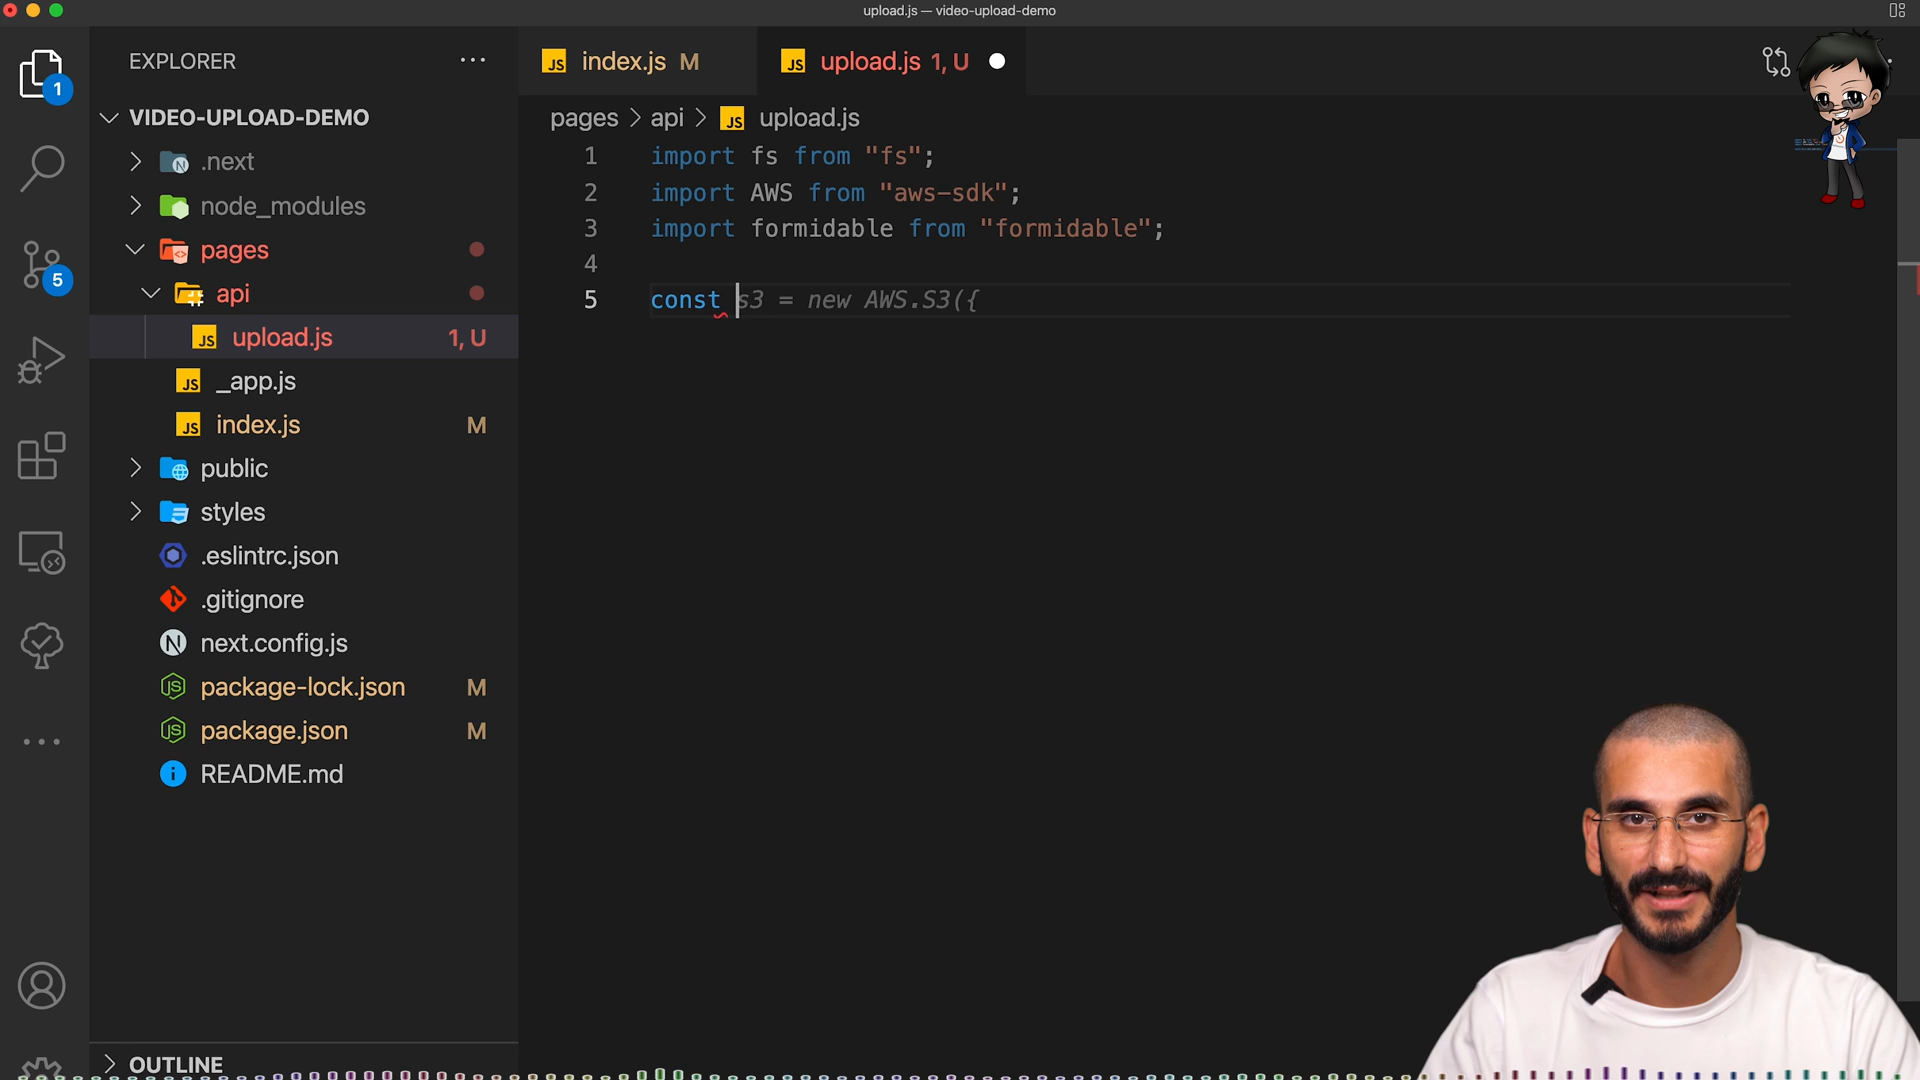 upload.js — video-upload-demo
EXPLORER
index.js M
upload.js 1, U
1
VIDEO-UPLOAD-DEMO
pages > api > JS upload.js
.next
node_modules
pages
5
api
upload.js 1, U
_app.js
index.js M
public
styles
.eslintrc.json
.gitignore
next.config.js
package-lock.json M
package.json M
README.md
OUTLINE
1 import fs from "fs";
2 import AWS from "aws-sdk";
3 import formidable from "formidable";
4
5 const s3 = new AWS.S3({